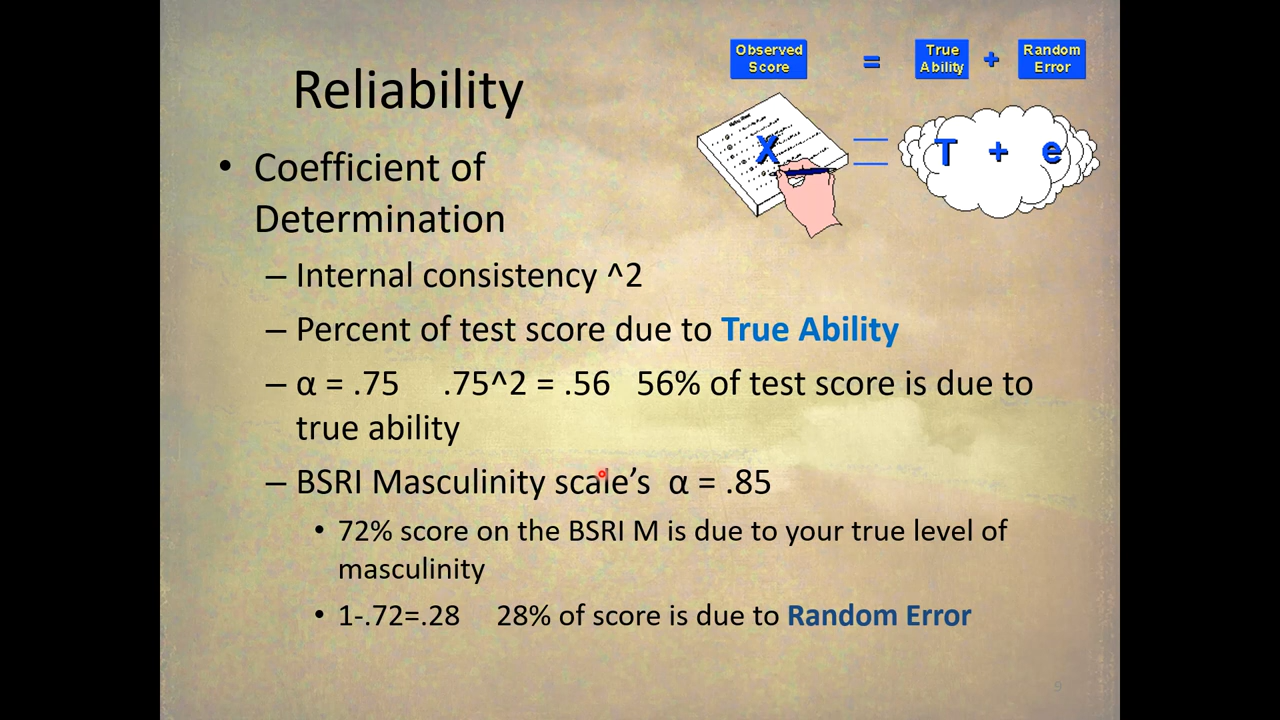 Reliability
Observed
Score
=
True
Ability
+
Random
Error
X
T + e
• Coefficient of
Determination
– Internal consistency ^2
– Percent of test score due to True Ability
– α = .75 .75^2 = .56 56% of test score is due to
true ability
– BSRI Masculinity scale’s α = .85
• 72% score on the BSRI M is due to your true level of
masculinity
• 1-.72=.28 28% of score is due to Random Error
9